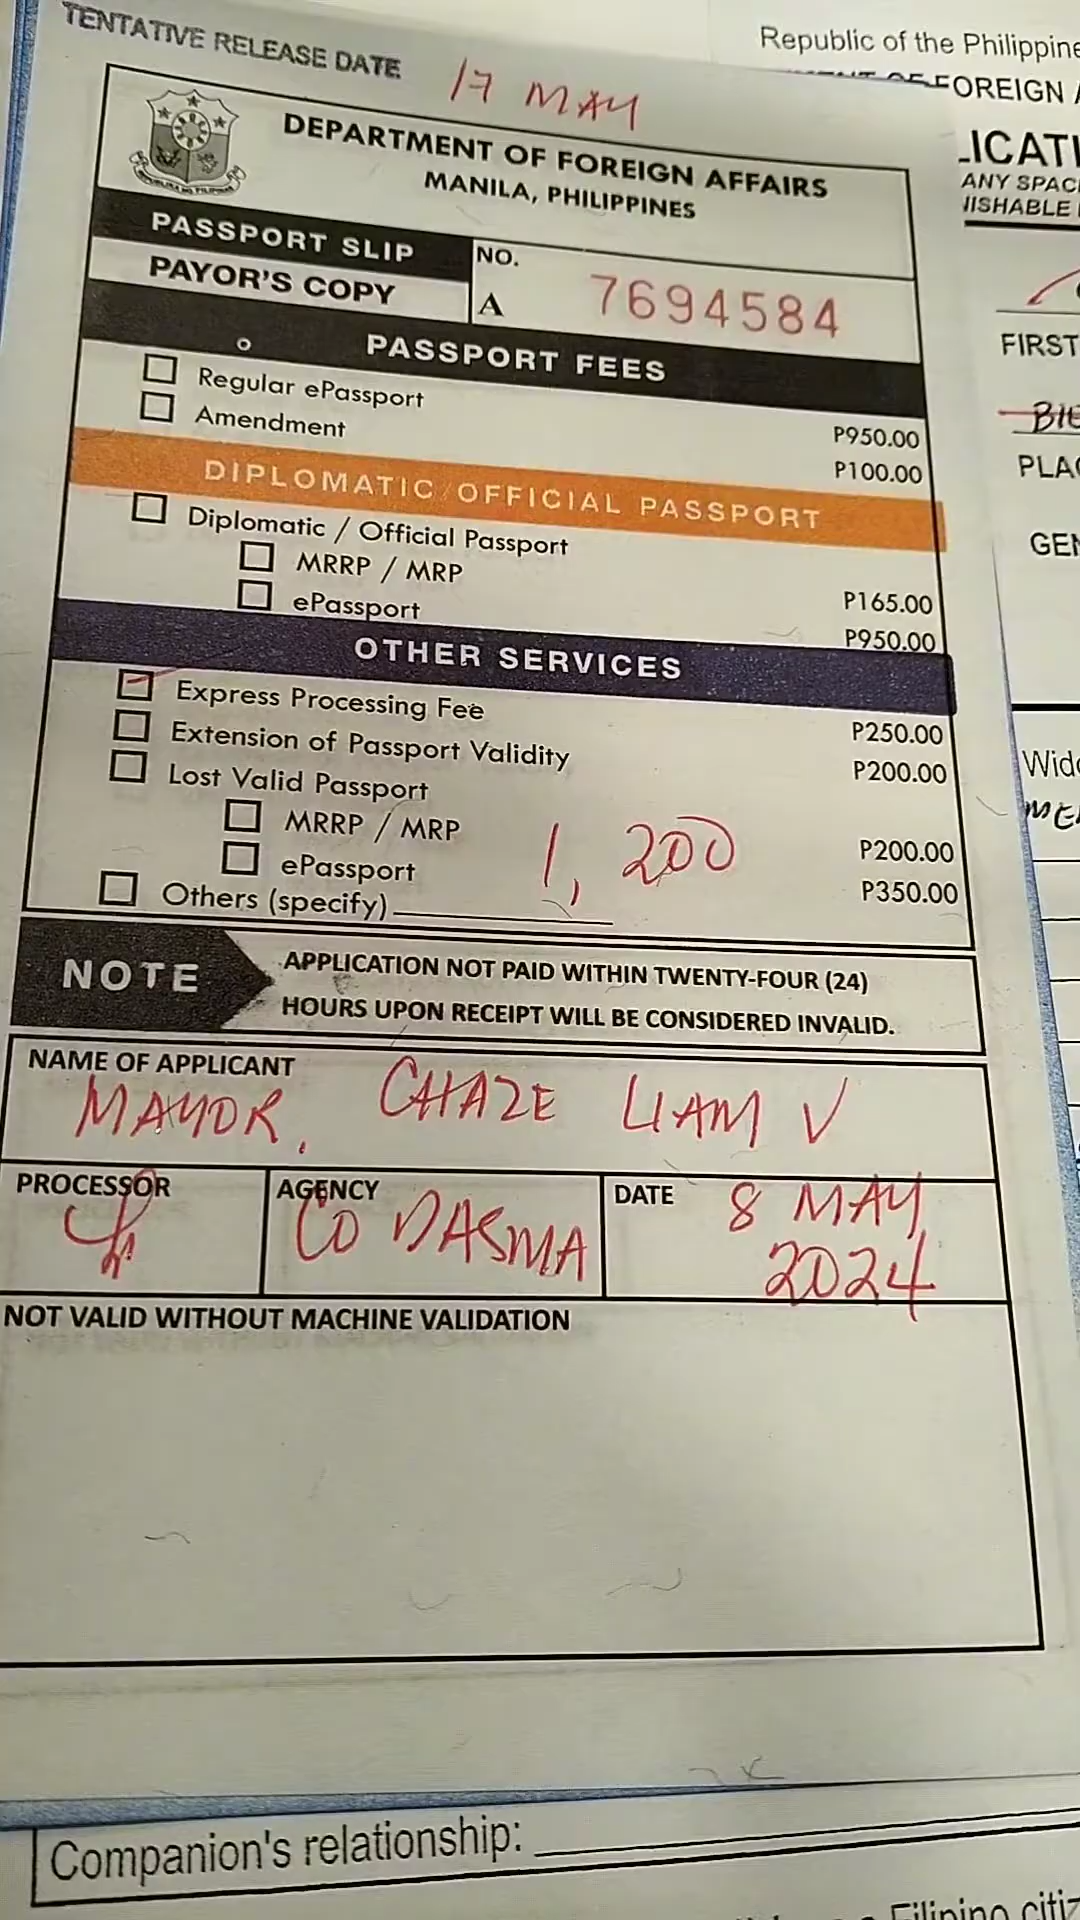 TENTATIVE RELEASE DATE 17 MAY
Republic of the Philippine
FOREIGN
DEPARTMENT OF FOREIGN AFFAIRS
MANILA, PHILIPPINES
ANY SPAC
PASSPORT SLIP
PAYOR'S COPY
NO.
A 7694584
FIRST
PASSPORT FEES
Regular ePassport P950.00
Amendment P100.00
PLA
DIPLOMATIC/OFFICIAL PASSPORT
Diplomatic / Official Passport
GEN
MRRP / MRP P165.00
ePassport P950.00
OTHER SERVICES
Express Processing Fee P250.00
Extension of Passport Validity P200.00
Wido
Lost Valid Passport
MRRP / MRP P200.00
ePassport P350.00
1,200
Others (specify)
NOTE
APPLICATION NOT PAID WITHIN TWENTY-FOUR (24)
HOURS UPON RECEIPT WILL BE CONSIDERED INVALID.
NAME OF APPLICANT
MAYOR, CHAZE LIAM V
PROCESSOR
AGENCY
CO DASMA
DATE 8 MAY
2024
NOT VALID WITHOUT MACHINE VALIDATION
Companion's relationship:
Filipino citiz